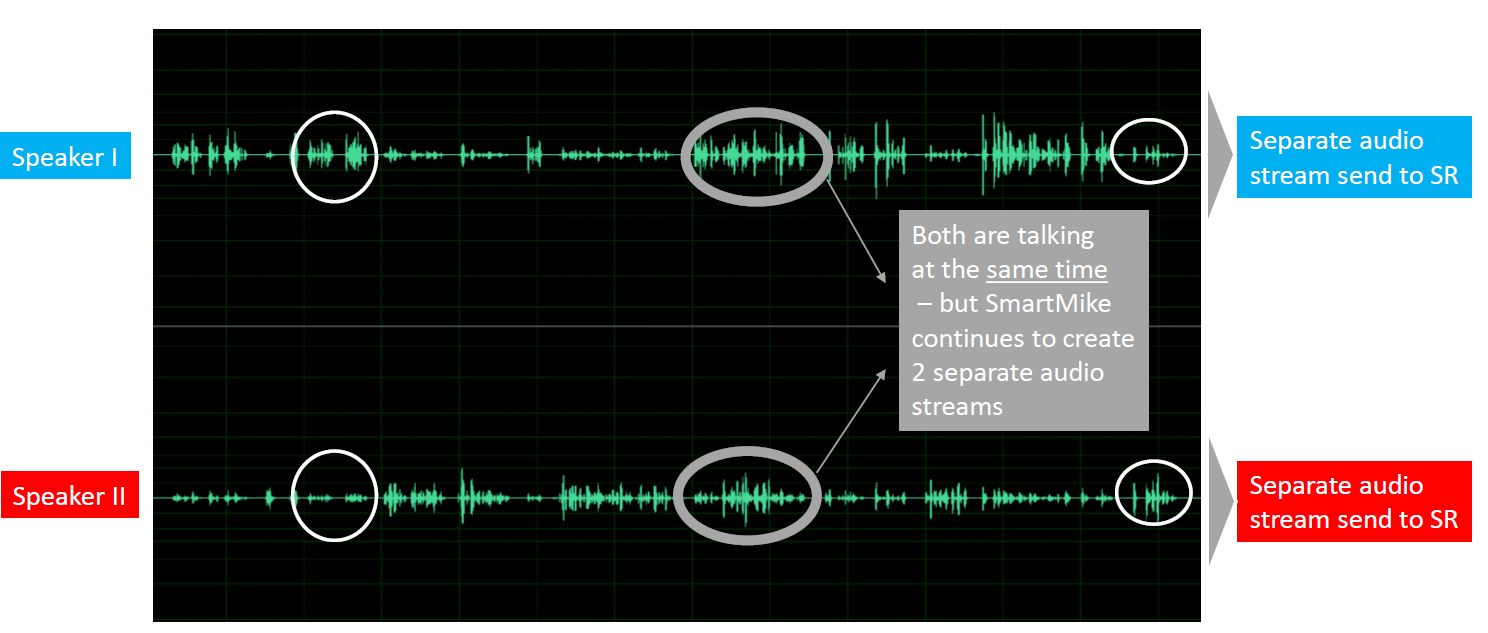 Speaker I
Separate audio
stream send to SR
Both are talking
at the same time
– but SmartMike
continues to create
2 separate audio
streams
Speaker II
Separate audio
stream send to SR